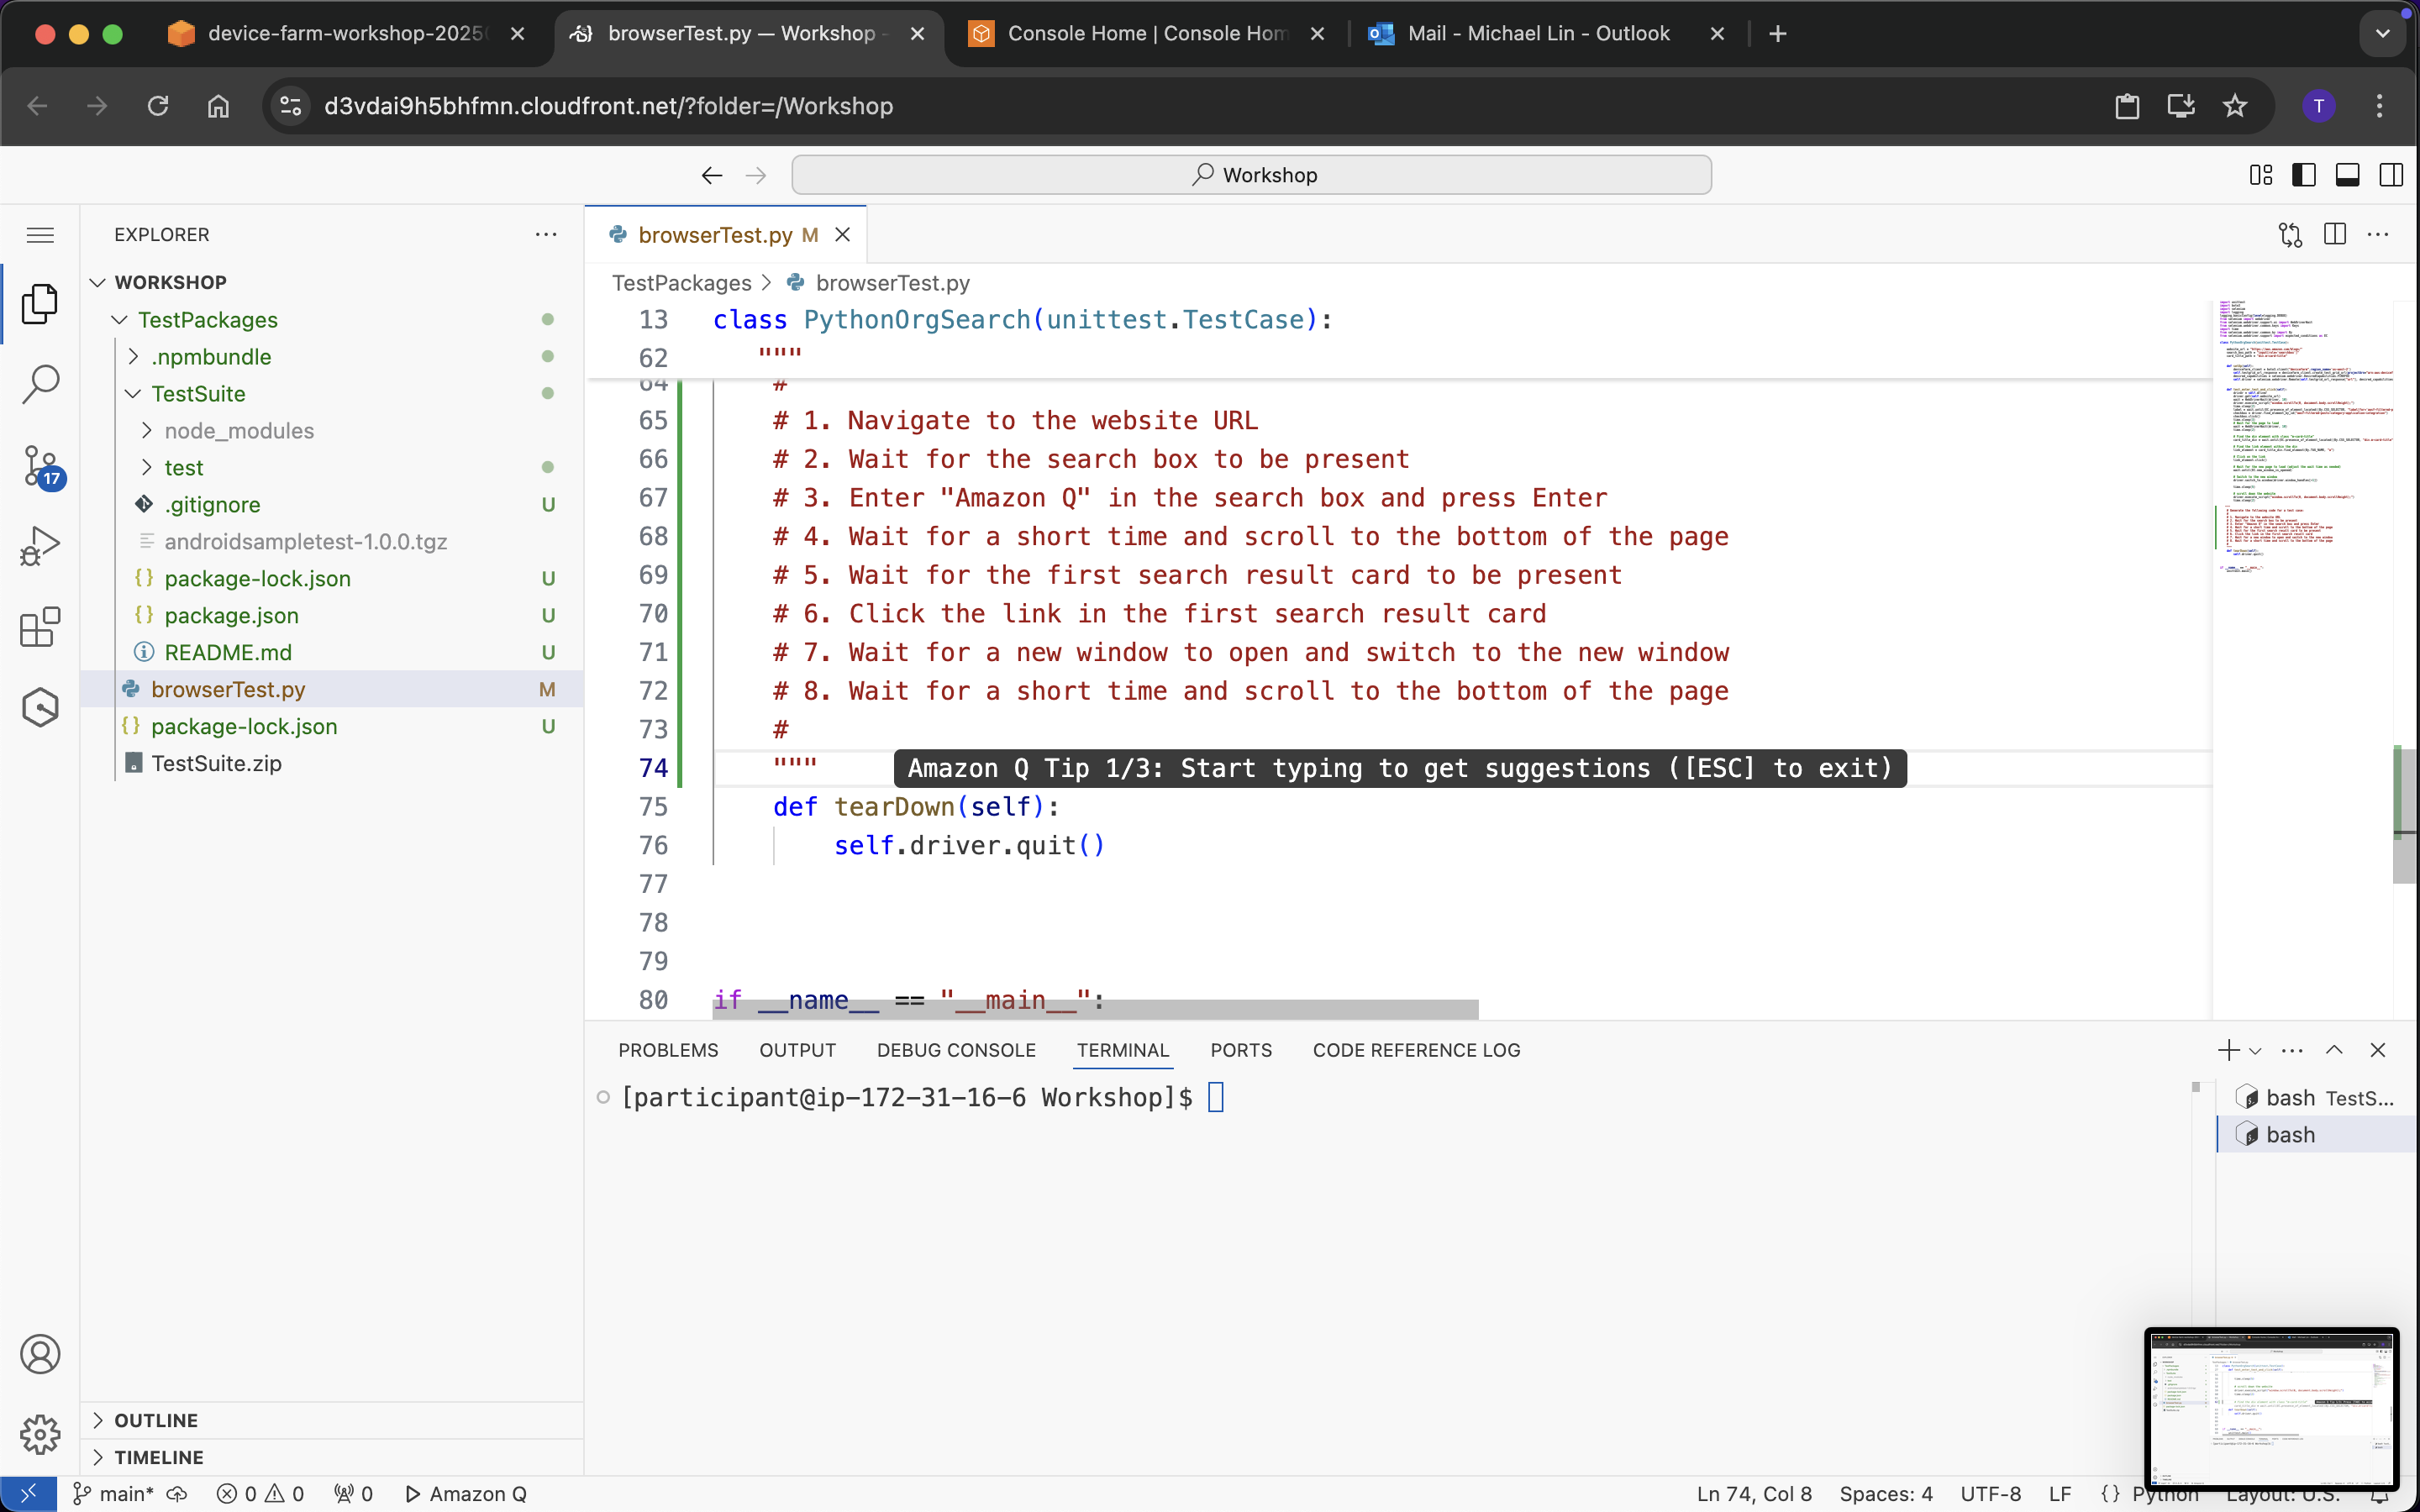 device-farm-workshop-2025
browserTest.py — Workshop -
Console Home | Console Hom
Mail - Michael Lin - Outlook
d3vdai9h5bhfmn.cloudfront.net/?folder=/Workshop
T
Workshop
EXPLORER
WORKSHOP
TestPackages
.npmbundle
TestSuite
node_modules
test
.gitignore U
androidsampletest-1.0.0.tgz
package-lock.json U
package.json U
README.md U
browserTest.py M
package-lock.json U
TestSuite.zip
17
OUTLINE
TIMELINE
browserTest.py M
TestPackages > browserTest.py
13 class PythonOrgSearch(unittest.TestCase):
62 """
64 #
65 # 1. Navigate to the website URL
66 # 2. Wait for the search box to be present
67 # 3. Enter "Amazon Q" in the search box and press Enter
68 # 4. Wait for a short time and scroll to the bottom of the page
69 # 5. Wait for the first search result card to be present
70 # 6. Click the link in the first search result card
71 # 7. Wait for a new window to open and switch to the new window
72 # 8. Wait for a short time and scroll to the bottom of the page
73 #
74 """ Amazon Q Tip 1/3: Start typing to get suggestions ([ESC] to exit)
75 def tearDown(self):
76 self.driver.quit()
77
78
79
80 if __name__ == "__main__":
PROBLEMS OUTPUT DEBUG CONSOLE TERMINAL PORTS CODE REFERENCE LOG
[participant@ip-172-31-16-6 Workshop]$
bash TestS...
bash
main* 0 0 0 Amazon Q
Ln 74, Col 8 Spaces: 4 UTF-8 LF {} Python Layout: U.S.